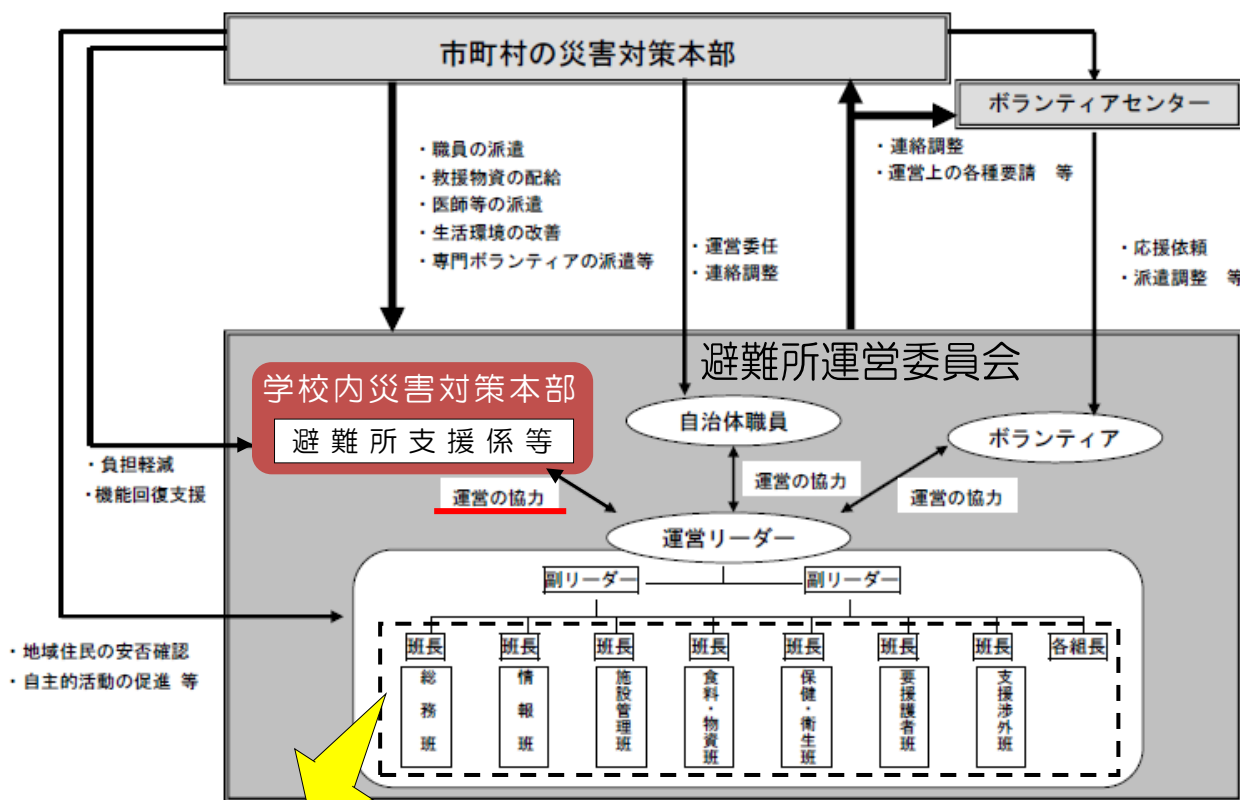 市町村の災害対策本部
ボランティアセンター
・職員の派遣
・救援物資の配給
・医師等の派遣
・生活環境の改善
・専門ボランティアの派遣等
・運営委任
・連絡調整
・連絡調整
・運営上の各種要請　等
・応援依頼
・派遣調整　等
避難所運営委員会
学校内災害対策本部
避難所支援係等
自治体職員
ボランティア
・負担軽減
・機能回復支援
運営の協力
運営の協力
運営の協力
運営リーダー
副リーダー
副リーダー
・地域住民の安否確認
・自主的活動の促進 等
班長
班長
班長
班長
班長
班長
班長
各組長
総務班
情報班
施設管理班
食料・物資班
保健・衛生班
要援護者班
支援渉外班